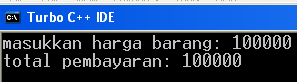 Turbo C++ IDE
masukkan harga barang: 100000
total pembayaran: 100000